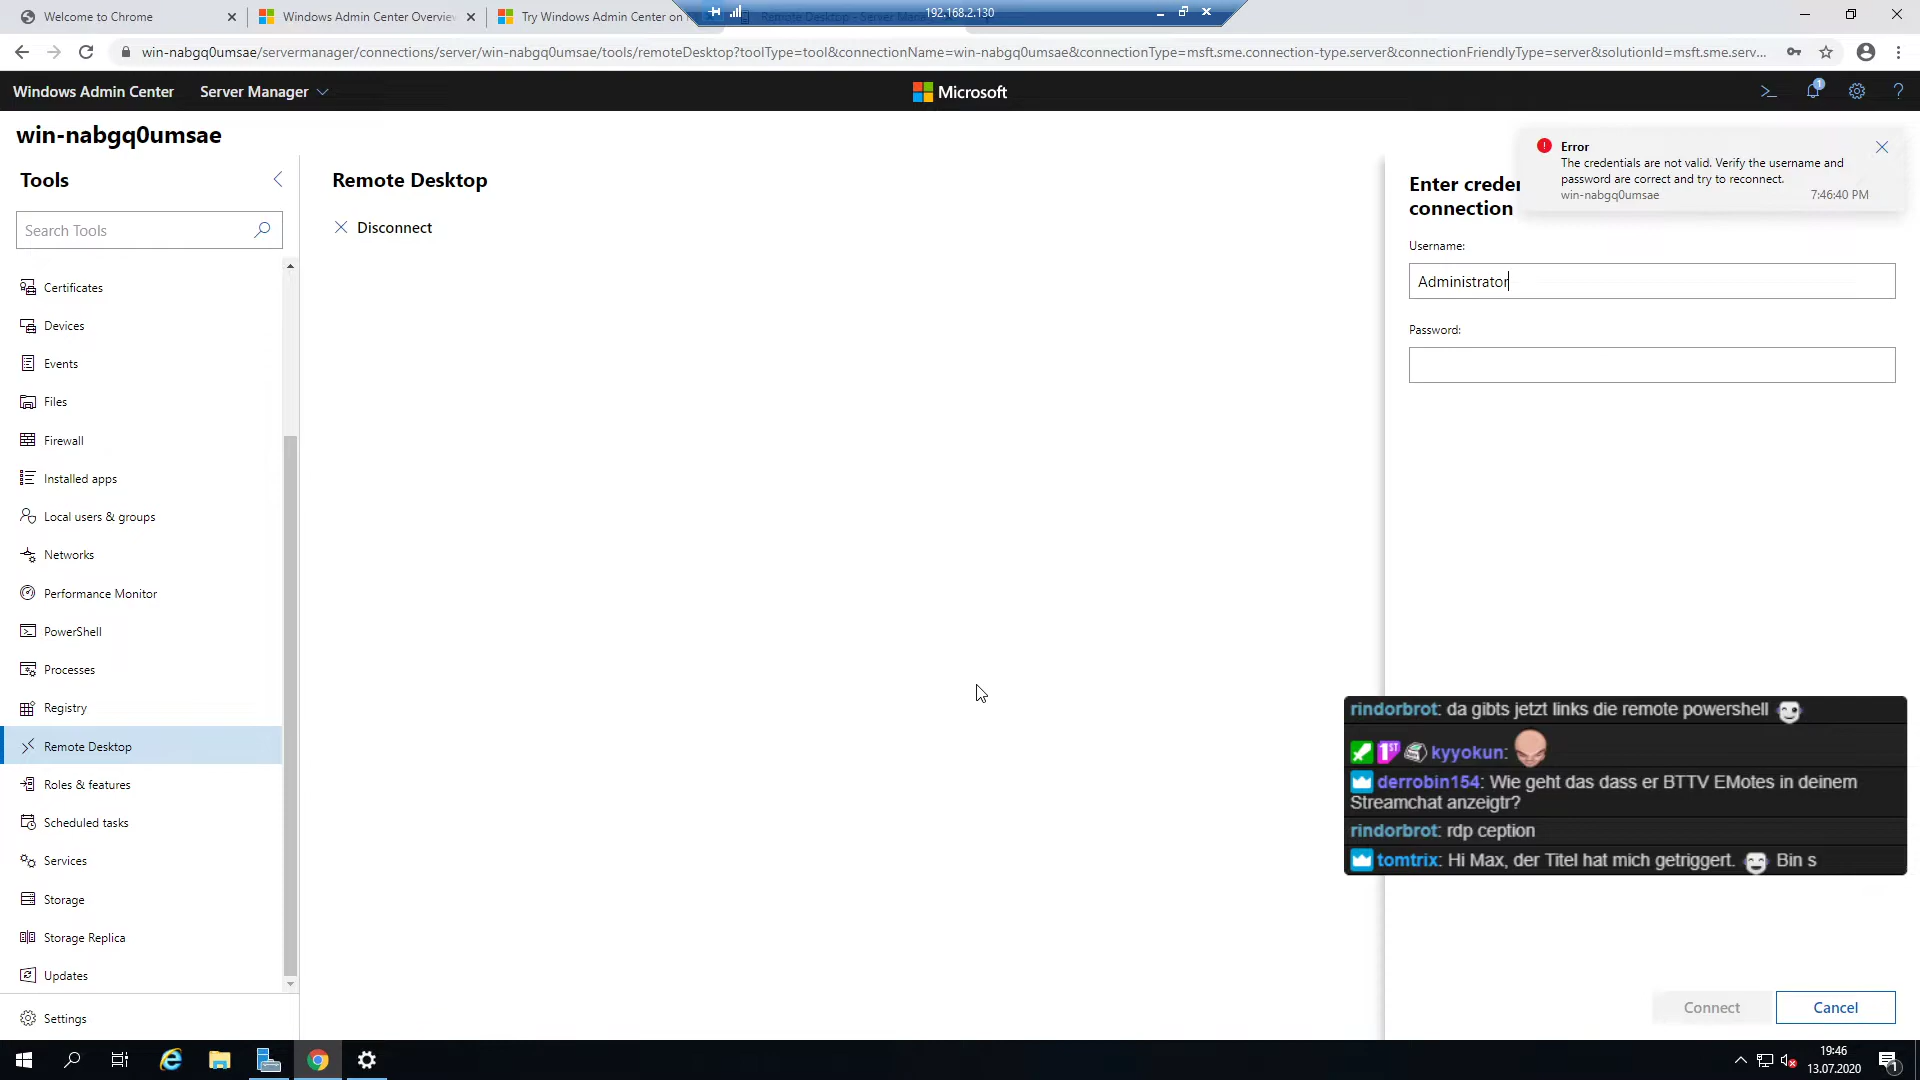 Welcome to Chrome
Windows Admin Center Overview
Try Windows Admin Center on
192.168.2.130
win-nabgq0umsae/servermanager/connections/server/win-nabgq0umsae/tools/remoteDesktop?toolType=tool&connectionName=win-nabgq0umsae&connectionType=msft.sme.connection-type.server&connectionFriendlyType=server&solutionId=msft.sme.serv...
Windows Admin Center
Server Manager
Microsoft
1
win-nabgq0umsae
Tools
Search Tools
Certificates
Devices
Events
Files
Firewall
Installed apps
Local users & groups
Networks
Performance Monitor
PowerShell
Processes
Registry
Remote Desktop
Roles & features
Scheduled tasks
Services
Storage
Storage Replica
Updates
Settings
Remote Desktop
Disconnect
Error
The credentials are not valid. Verify the username and
password are correct and try to reconnect.
win-nabgq0umsae 7:46:40 PM
Enter
connection
Username:
Administrator
Password:
rindorbrot: da gibts jetzt links die remote powershell
1ST kyyokun:
derrobin154: Wie geht das dass er BTTV EMotes in deinem
Streamchat anzeigtr?
rindorbrot: rdp ception
tomtrix: Hi Max, der Titel hat mich getriggert. Bin s
Connect
Cancel
19:46
13.07.2020
1